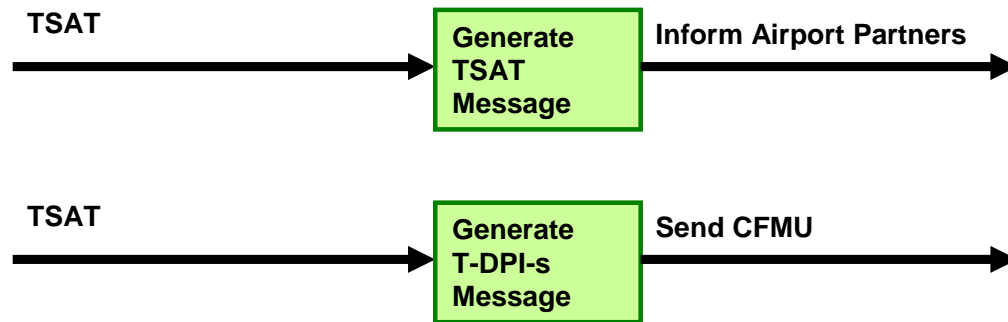 TSAT
Generate
TSAT
Message
Inform Airport Partners
TSAT
Generate
T-DPI-s
Message
Send CFMU